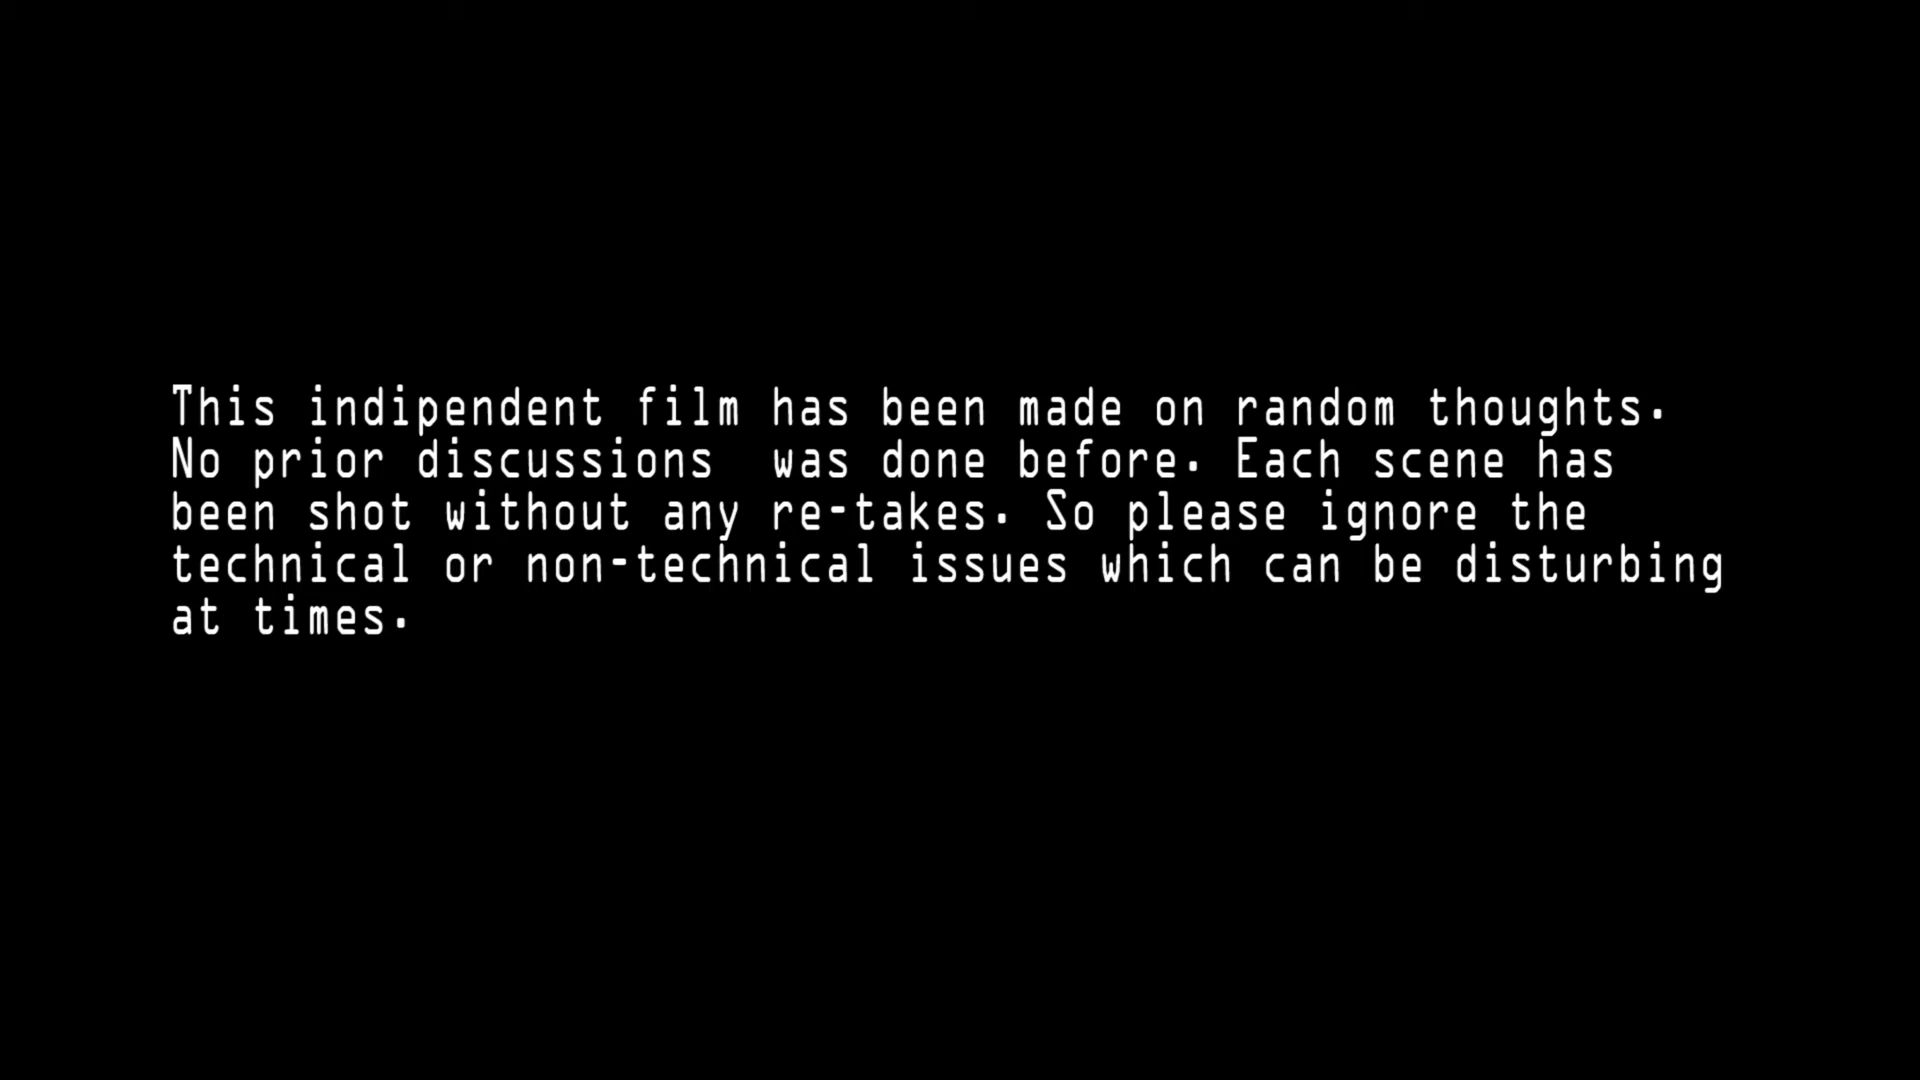 This indipendent film has been made on random thoughts.
No prior discussions  was done before. Each scene has
been shot without any re-takes. So please ignore the
technical or non-technical issues which can be disturbing
at times.